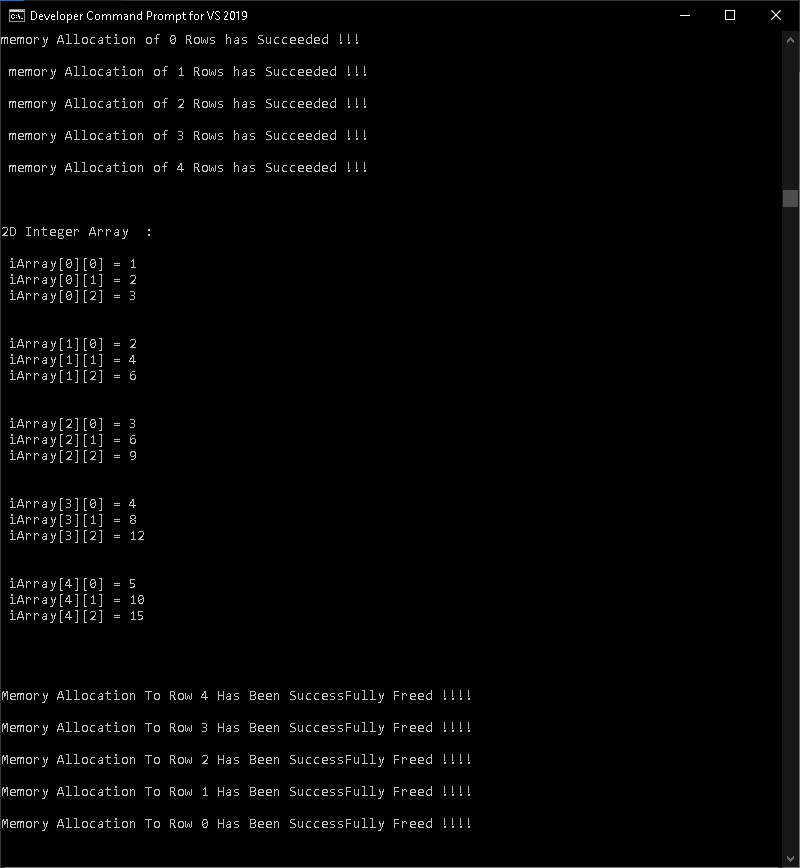 Developer Command Prompt for VS 2019
memory Allocation of 0 Rows has Succeeded !!!
memory Allocation of 1 Rows has Succeeded !!!
memory Allocation of 2 Rows has Succeeded !!!
memory Allocation of 3 Rows has Succeeded !!!
memory Allocation of 4 Rows has Succeeded !!!
2D Integer Array  :
iArray[0][0] = 1
iArray[0][1] = 2
iArray[0][2] = 3
iArray[1][0] = 2
iArray[1][1] = 4
iArray[1][2] = 6
iArray[2][0] = 3
iArray[2][1] = 6
iArray[2][2] = 9
iArray[3][0] = 4
iArray[3][1] = 8
iArray[3][2] = 12
iArray[4][0] = 5
iArray[4][1] = 10
iArray[4][2] = 15
Memory Allocation To Row 4 Has Been SuccessFully Freed !!!!
Memory Allocation To Row 3 Has Been SuccessFully Freed !!!!
Memory Allocation To Row 2 Has Been SuccessFully Freed !!!!
Memory Allocation To Row 1 Has Been SuccessFully Freed !!!!
Memory Allocation To Row 0 Has Been SuccessFully Freed !!!!